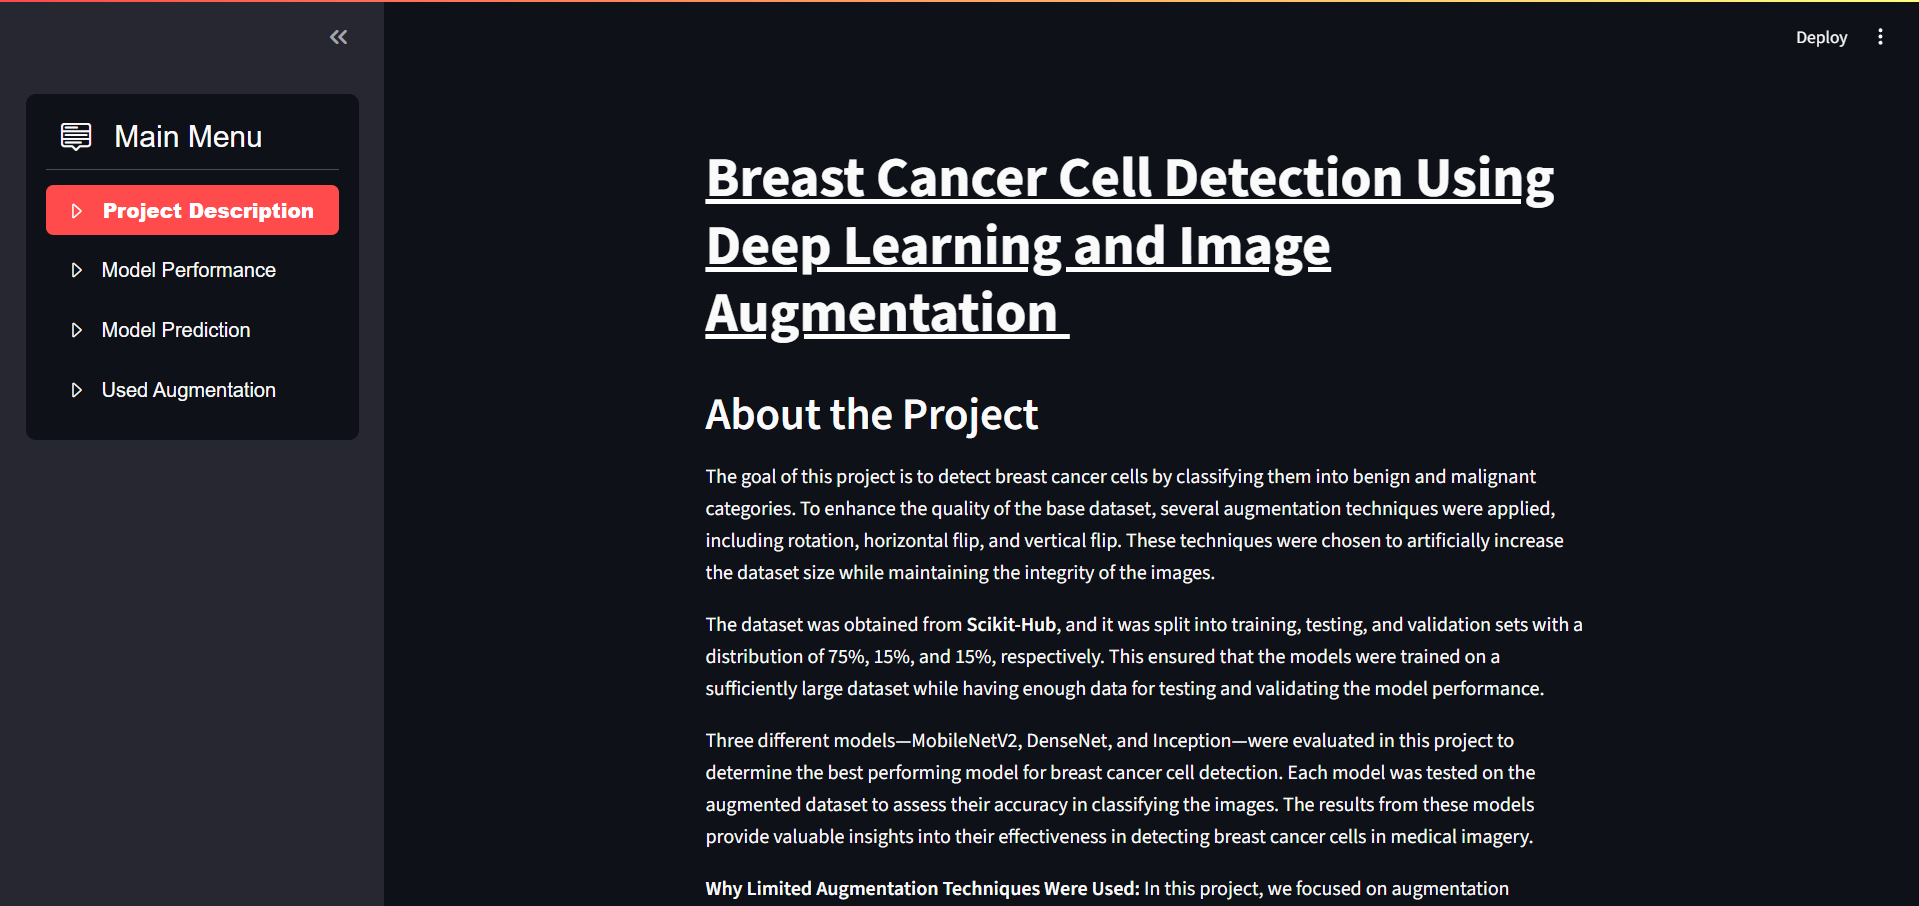 Deploy
Main Menu
Project Description
Model Performance
Model Prediction
Used Augmentation
Breast Cancer Cell Detection Using
Deep Learning and Image
Augmentation
About the Project
The goal of this project is to detect breast cancer cells by classifying them into benign and malignant
categories. To enhance the quality of the base dataset, several augmentation techniques were applied,
including rotation, horizontal flip, and vertical flip. These techniques were chosen to artificially increase
the dataset size while maintaining the integrity of the images.
The dataset was obtained from Scikit-Hub, and it was split into training, testing, and validation sets with a
distribution of 75%, 15%, and 15%, respectively. This ensured that the models were trained on a
sufficiently large dataset while having enough data for testing and validating the model performance.
Three different models—MobileNetV2, DenseNet, and Inception—were evaluated in this project to
determine the best performing model for breast cancer cell detection. Each model was tested on the
augmented dataset to assess their accuracy in classifying the images. The results from these models
provide valuable insights into their effectiveness in detecting breast cancer cells in medical imagery.
Why Limited Augmentation Techniques Were Used: In this project, we focused on augmentation